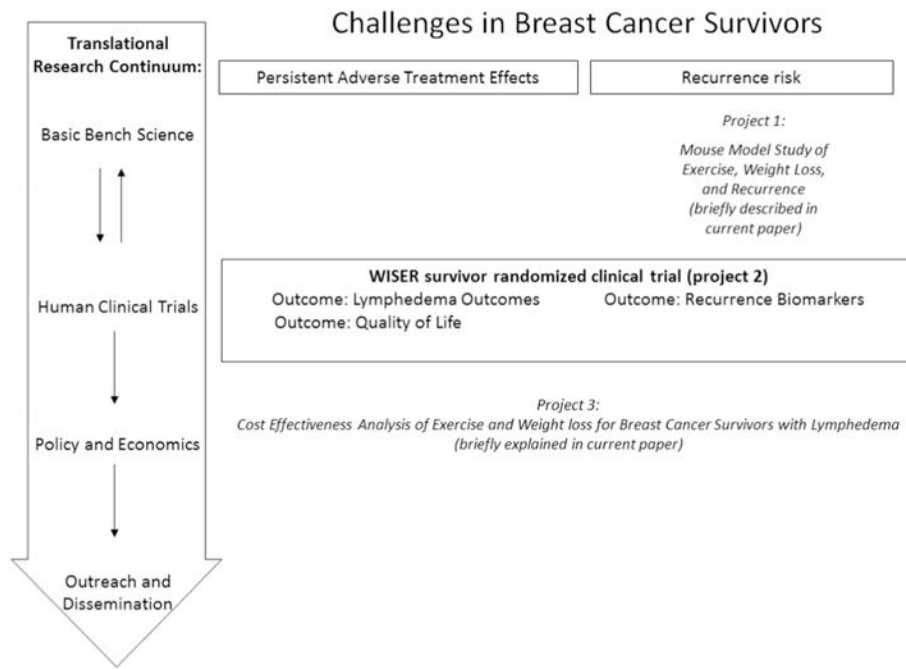 Challenges in Breast Cancer Survivors
Translational
Research Continuum:
Persistent Adverse Treatment Effects
Recurrence risk
Basic Bench Science
Project 1:
Mouse Model Study of
Exercise, Weight Loss,
and Recurrence
(briefly described in
current paper)
WISER survivor randomized clinical trial (project 2)
Human Clinical Trials
Outcome: Lymphedema Outcomes
Outcome: Recurrence Biomarkers
Outcome: Quality of Life
Project 3:
Cost Effectiveness Analysis of Exercise and Weight loss for Breast Cancer Survivors with Lymphedema
(briefly explained in current paper)
Policy and Economics
Outreach and
Dissemination